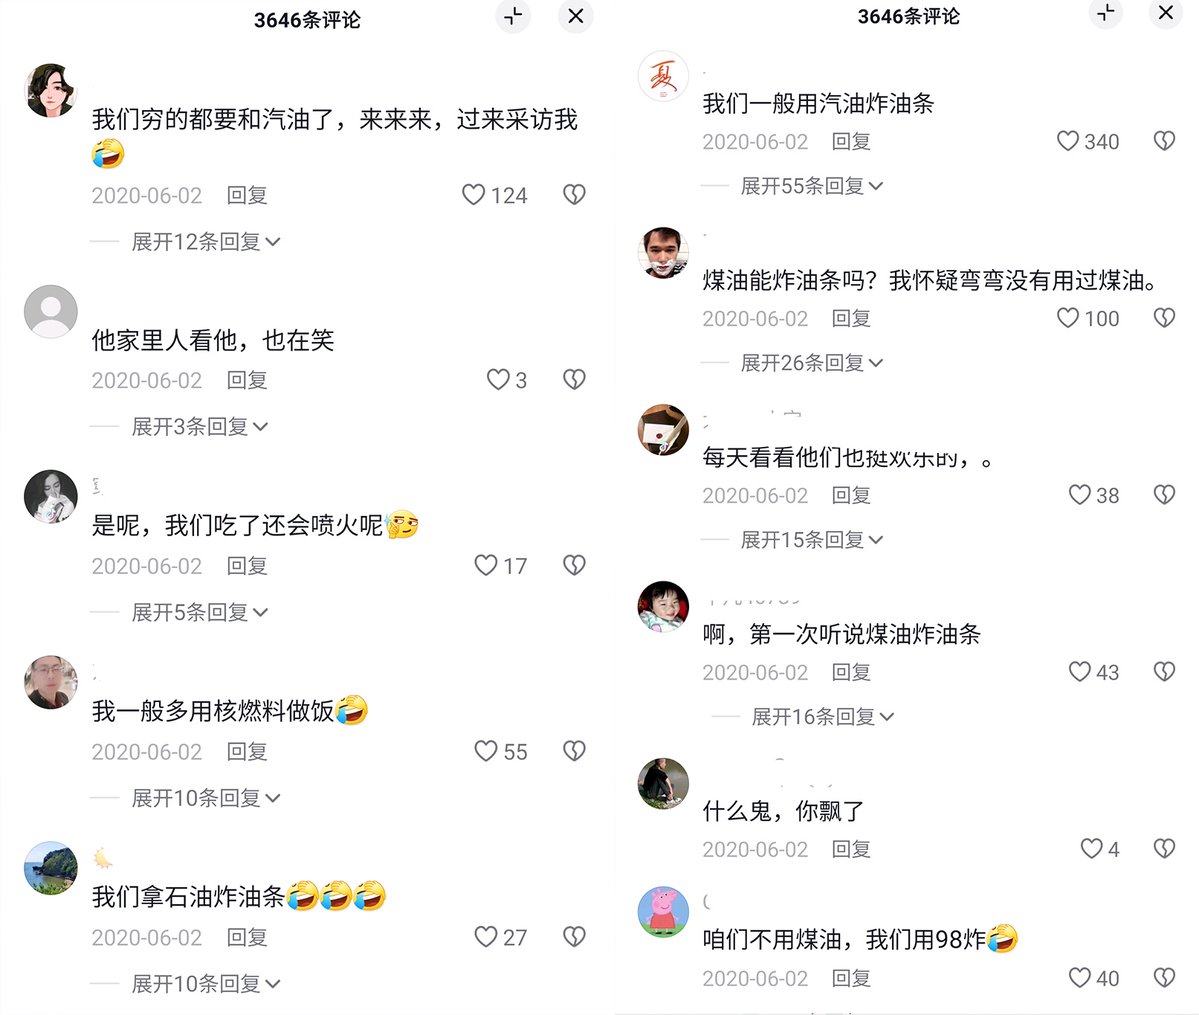 3646条评论
我们穷的都要和汽油了，来来来，过来采访我
🤣
2020-06-02 回复 124
展开12条回复
他家里人看他，也在笑
2020-06-02 回复 3
展开3条回复
是呢，我们吃了还会喷火呢
2020-06-02 回复 17
展开5条回复
我一般多用核燃料做饭🤣
2020-06-02 回复 55
展开10条回复
我们拿石油炸油条🤣🤣🤣
2020-06-02 回复 27
展开10条回复
3646条评论
夏
我们一般用汽油炸油条
2020-06-02 回复 340
展开55条回复
煤油能炸油条吗？我怀疑弯弯没有用过煤油。
2020-06-02 回复 100
展开26条回复
每天看看他们也挺欢乐的，。
2020-06-02 回复 38
展开15条回复
啊，第一次听说煤油炸油条
2020-06-02 回复 43
展开16条回复
什么鬼，你飘了
2020-06-02 回复 4
咱们不用煤油，我们用98炸🤣
2020-06-02 回复 40